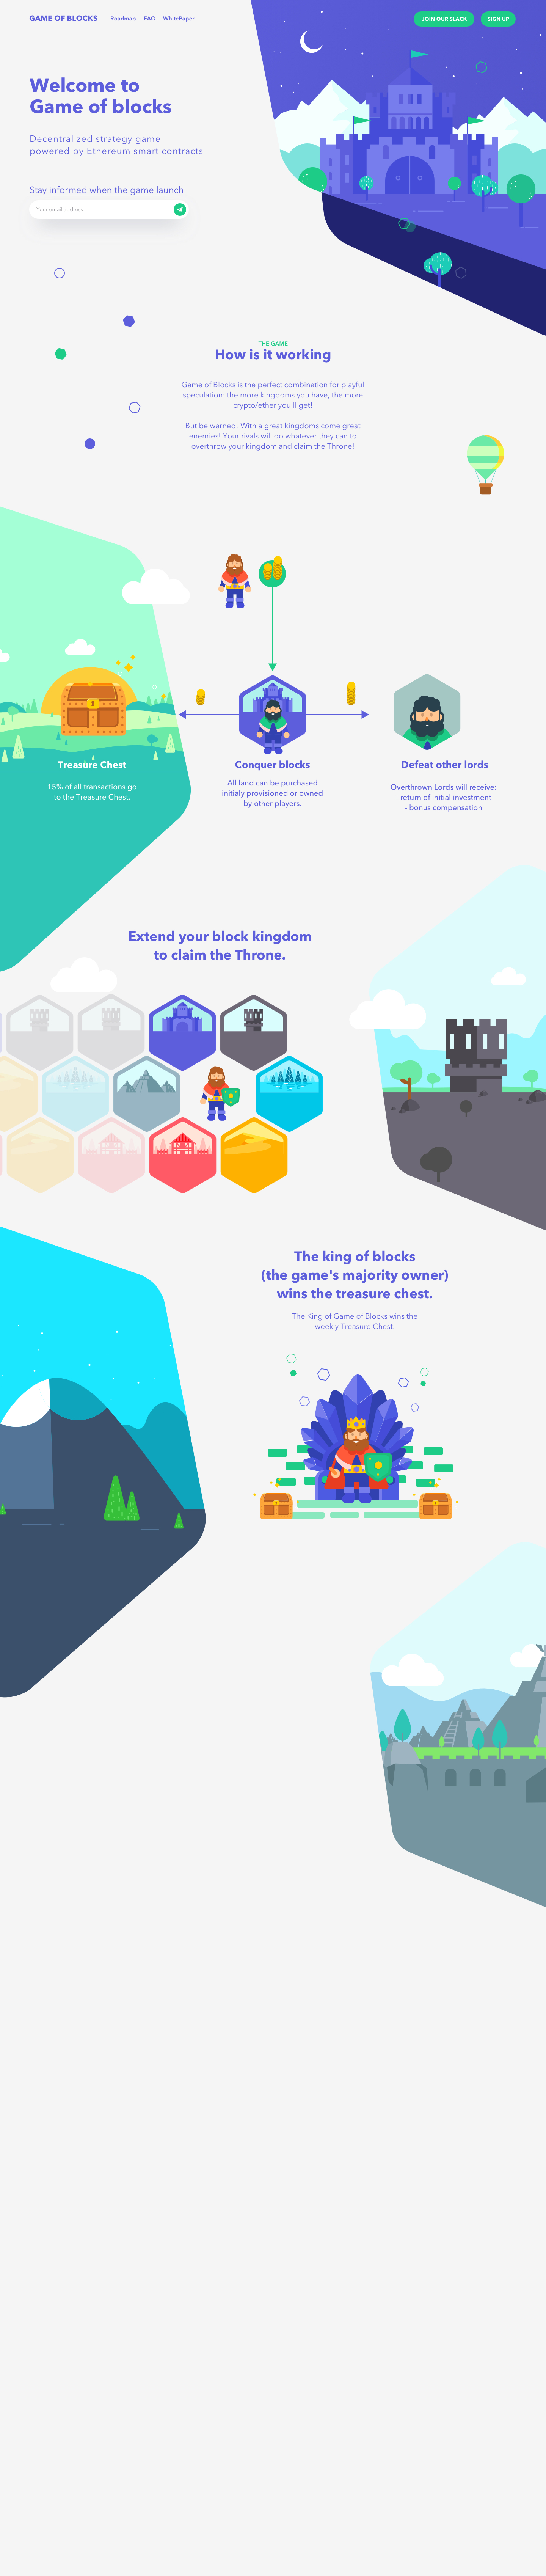 GAME OF BLOCKS
Roadmap
FAQ
WhitePaper
JOIN OUR SLACK
SIGN UP
Welcome to
Game of blocks
Decentralized strategy game
powered by Ethereum smart contracts
Stay informed when the game launch
Your email address
THE GAME
How is it working
Game of Blocks is the perfect combination for playful
speculation: the more kingdoms you have, the more
crypto/ether you'll get!
But be warned! With a great kingdoms come great
enemies! Your rivals will do whatever they can to
overthrow your kingdom and claim the Throne!
Treasure Chest
15% of all transactions go
to the Treasure Chest.
Conquer blocks
All land can be purchased
initialy provisioned or owned
by other players.
Defeat other lords
Overthrown Lords will receive:
- return of initial investment
- bonus compensation
Extend your block kingdom
to claim the Throne.
The king of blocks
(the game's majority owner)
wins the treasure chest.
The King of Game of Blocks wins the
weekly Treasure Chest.